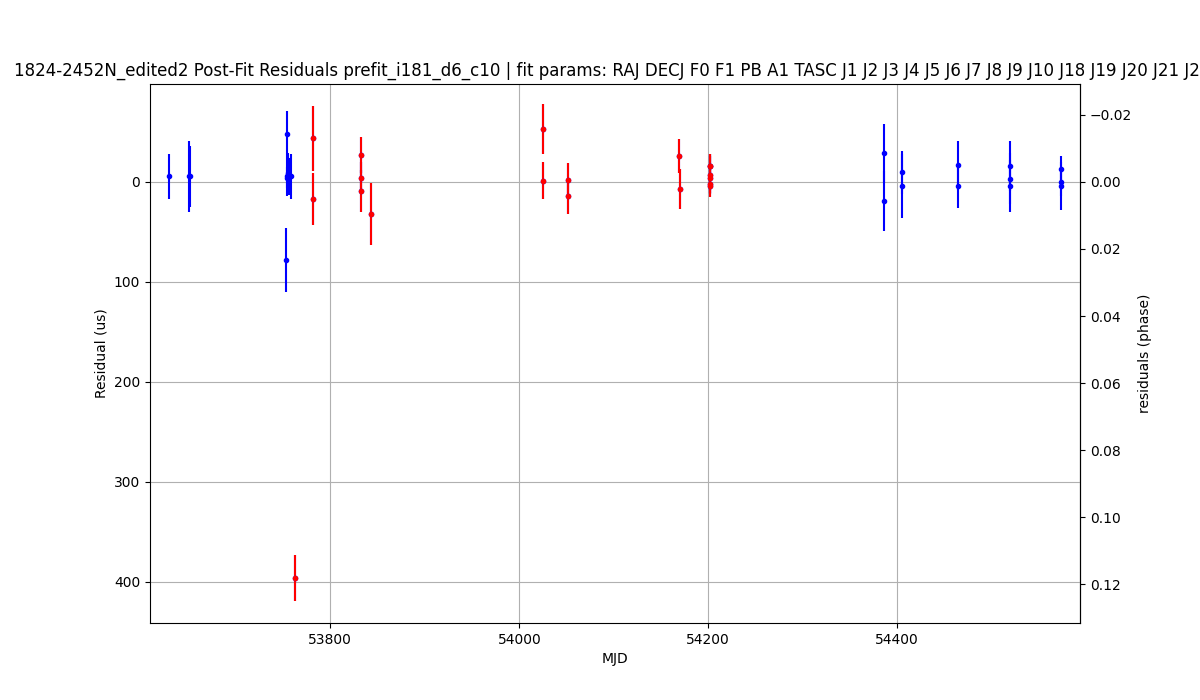 1824-2452N_edited2 Post-Fit Residuals prefit_i181_d6_c10 | fit params: RAJ DECJ F0 F1 PB A1 TASC J1 J2 J3 J4 J5 J6 J7 J8 J9 J10 J18 J19 J20 J21 J2
−0.02
0 0.00
0.02
100
0.04
Residual (us)
residuals (phase)
200 0.06
0.08
300
0.10
400 0.12
53800 54000 54200 54400
MJD